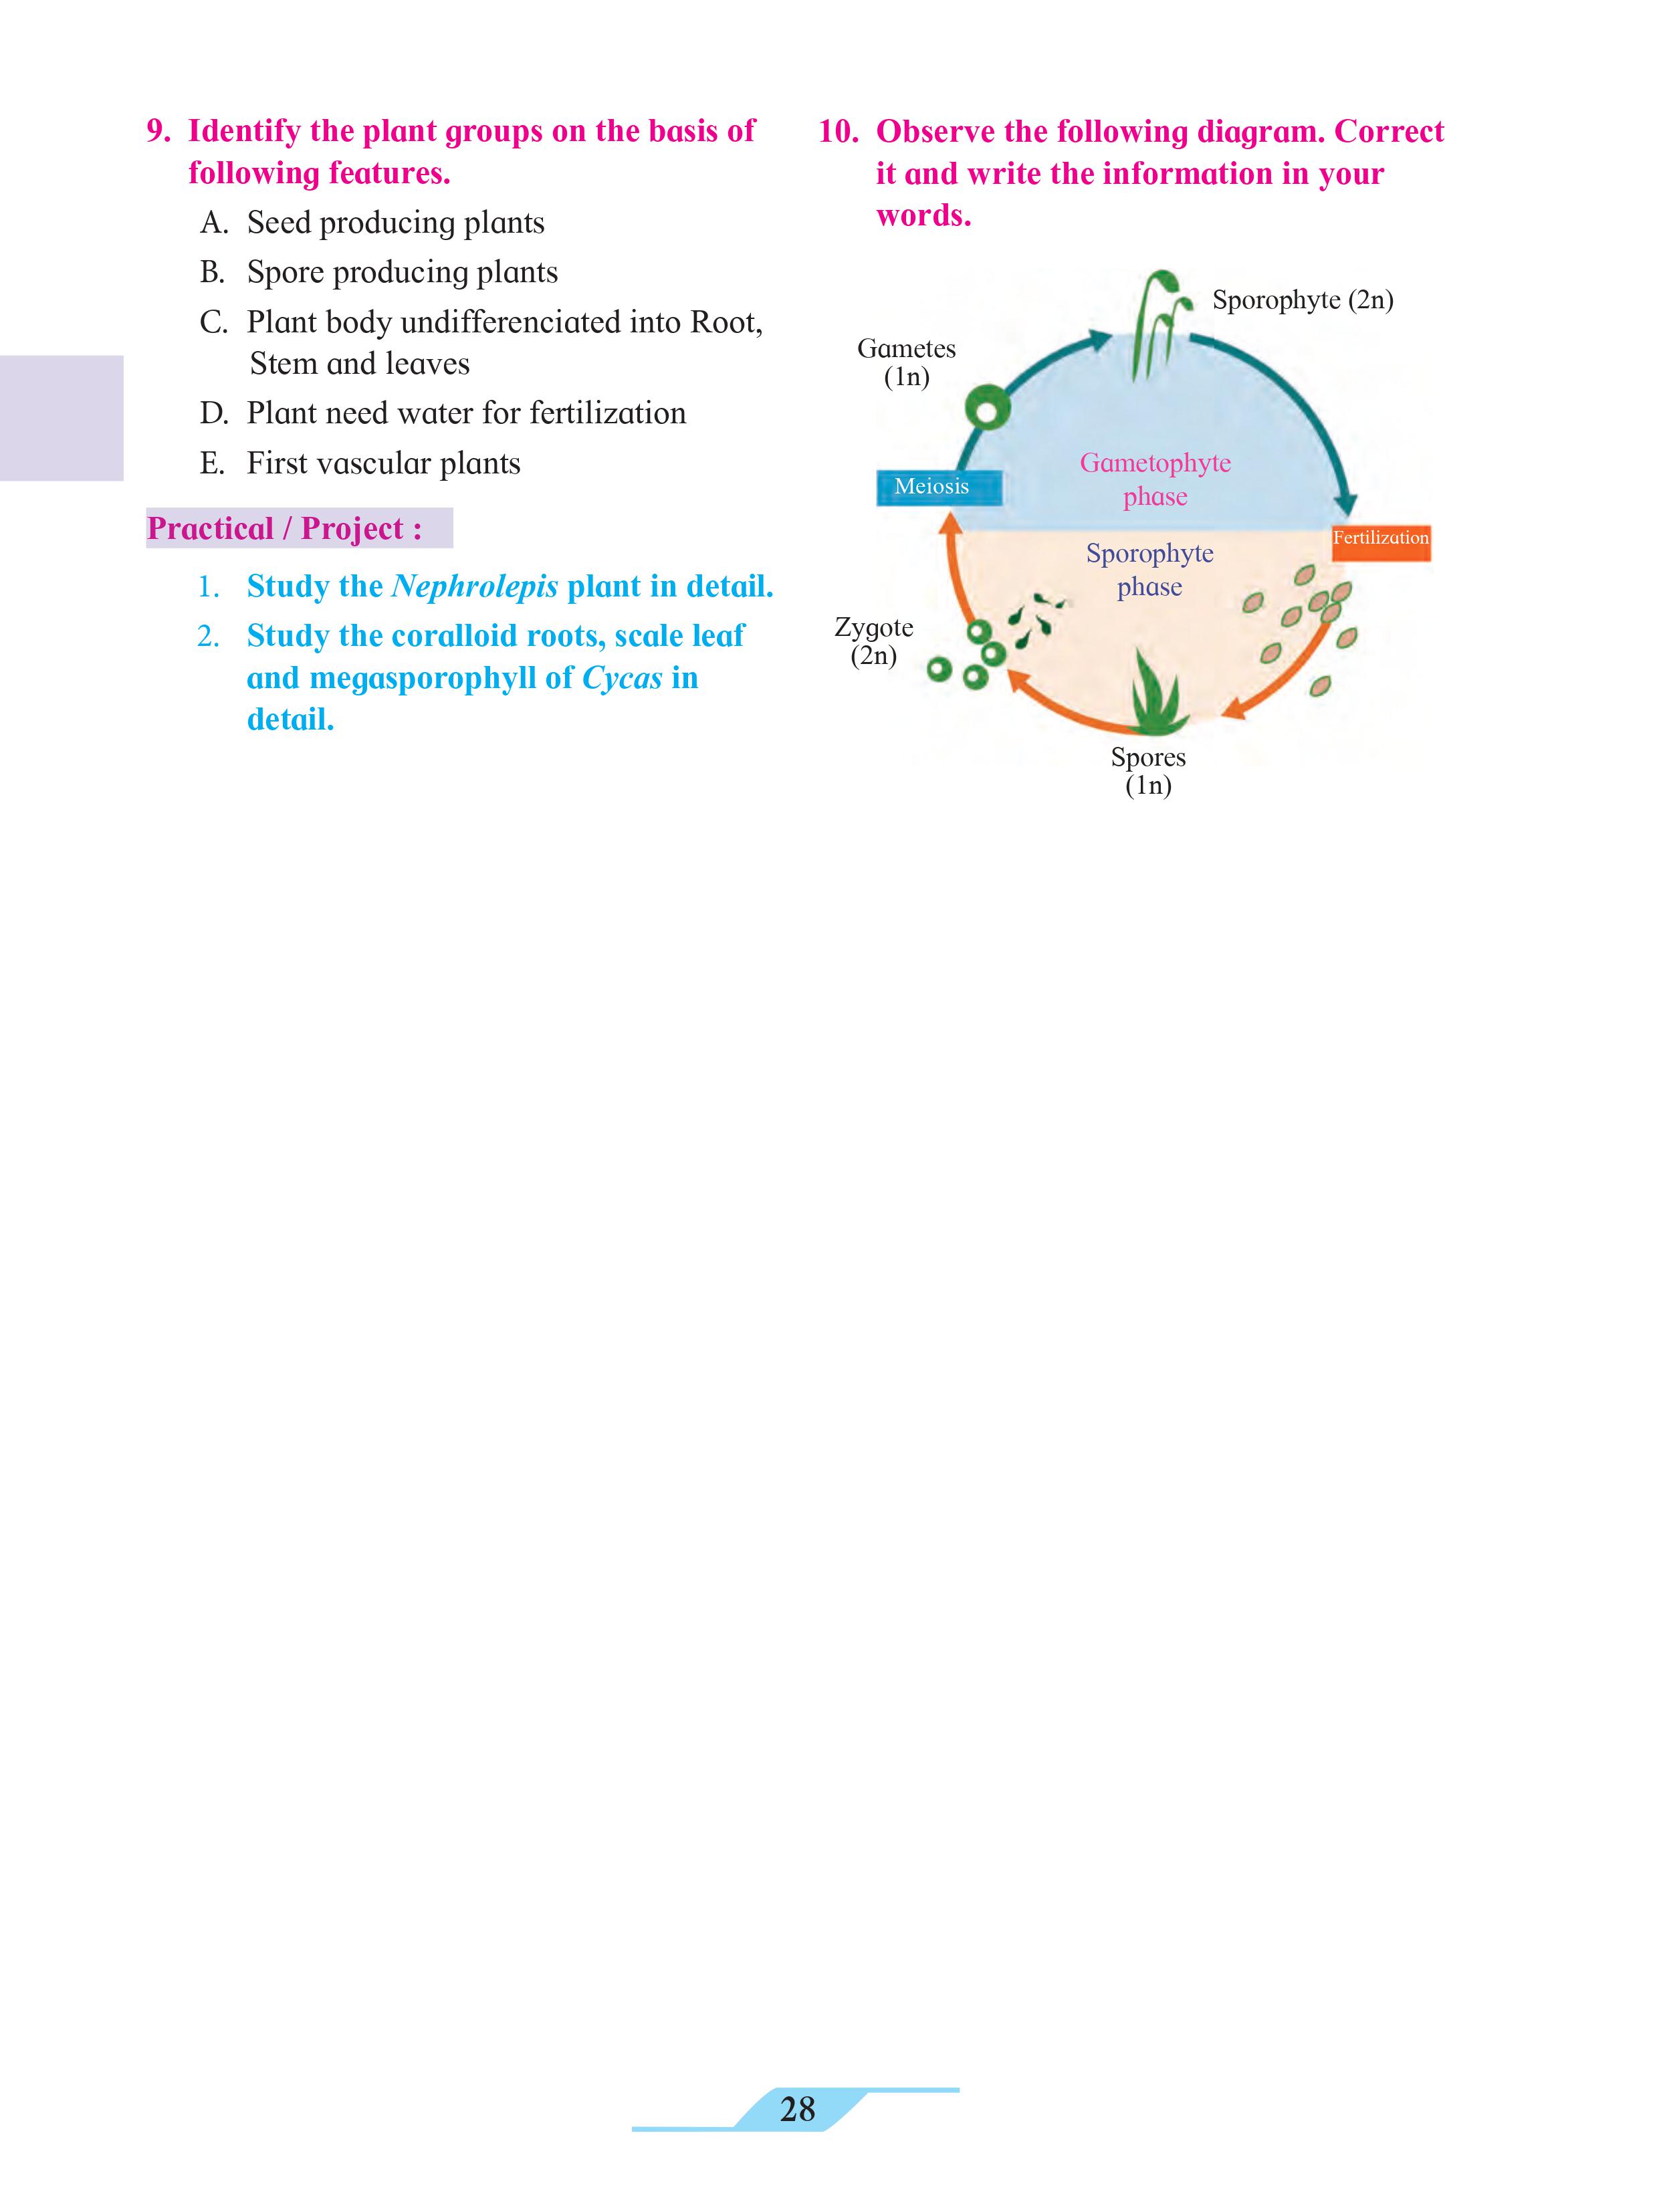 9. Identify the plant groups on the basis of
following features.
A. Seed producing plants
B. Spore producing plants
C. Plant body undifferenciated into Root,
Stem and leaves
D. Plant need water for fertilization
E. First vascular plants
Practical / Project :
1. Study the Nephrolepis plant in detail.
2. Study the coralloid roots, scale leaf
and megasporophyll of Cycas in
detail.
10. Observe the following diagram. Correct
it and write the information in your
words.
Sporophyte (2n)
Gametes
(1n)
Gametophyte
phase
Meiosis
Fertilization
Sporophyte
phase
Zygote
(2n)
Spores
(1n)
28